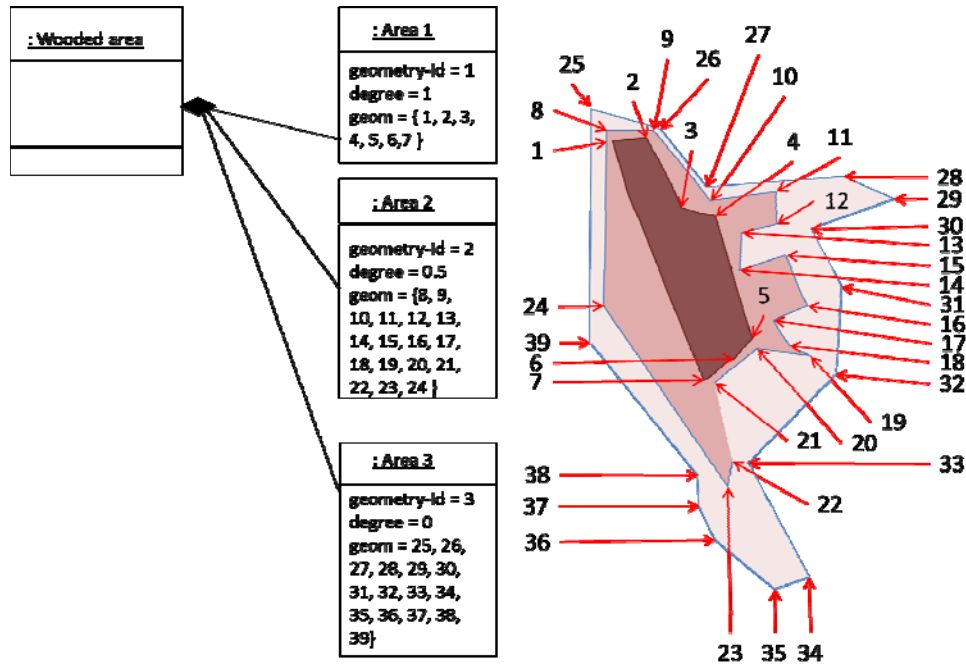 : Wooded area
: Area 1
geometry-id = 1
degree = 1
geom = { 1, 2, 3,
4, 5, 6,7 }
: Area 2
geometry-id = 2
degree = 0.5
geom = {8, 9,
10, 11, 12, 13,
14, 15, 16, 17,
18, 19, 20, 21,
22, 23, 24 }
: Area 3
geometry-id = 3
degree = 0
geom = 25, 26,
27, 28, 29, 30,
31, 32, 33, 34,
35, 36, 37, 38,
39}
25
8
1
2
9
26
27
10
3
4
11
12
28
29
30
13
15
14
31
16
17
18
32
24
39
5
6
7
19
20
21
22
33
38
37
36
23
35
34